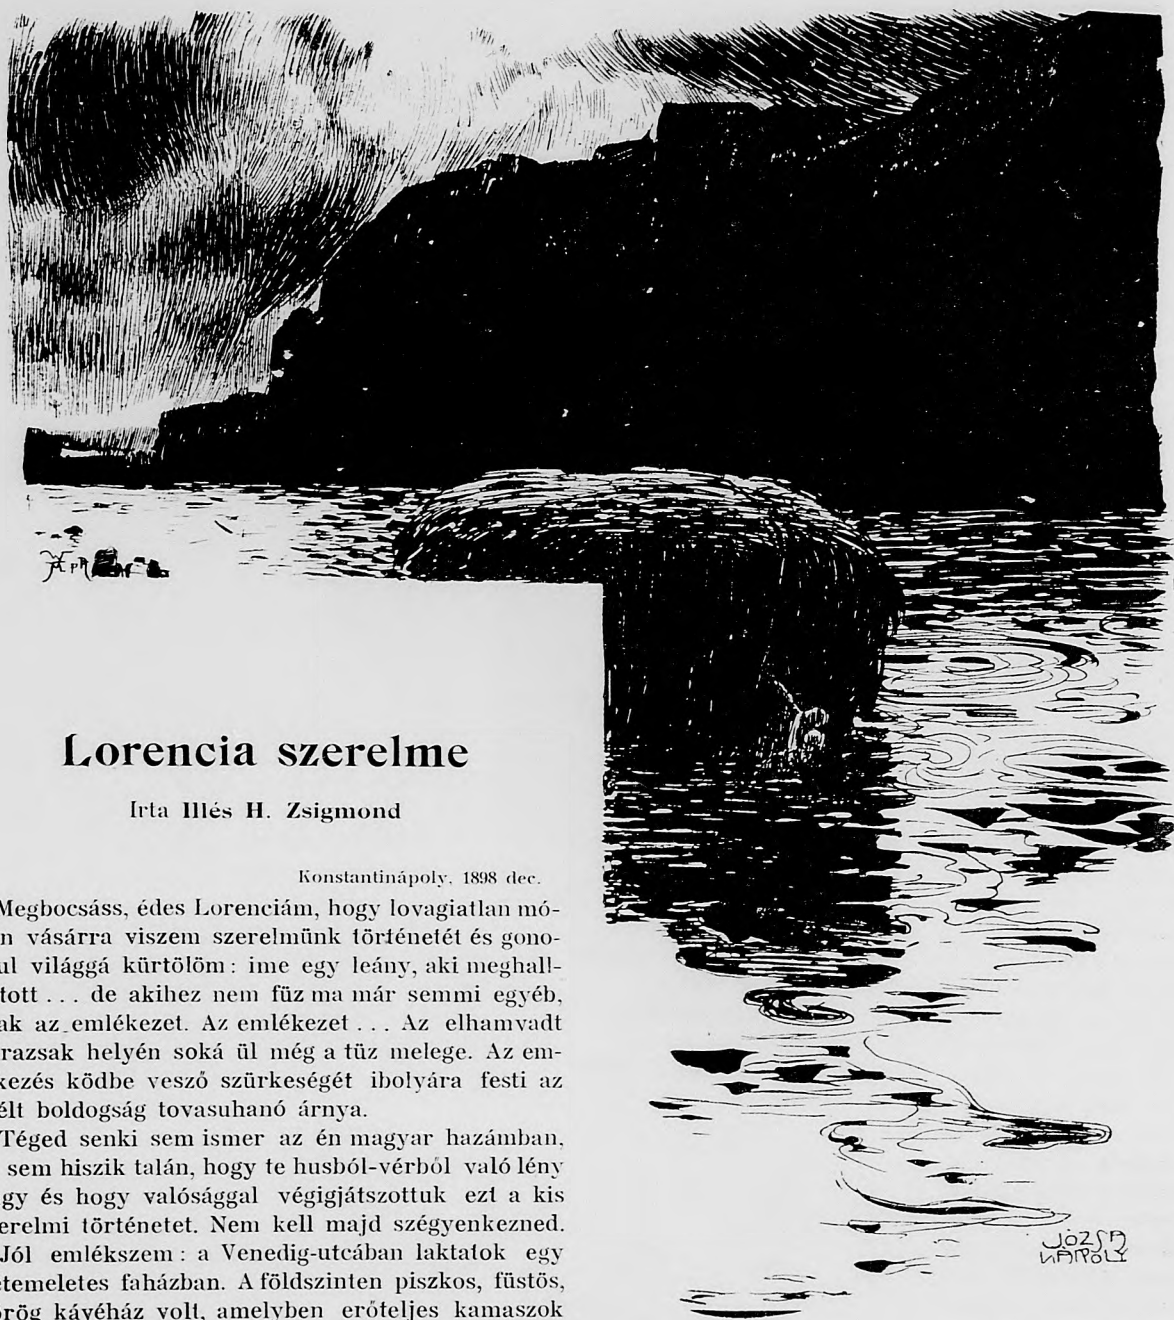 Lorencia szerelme
Irta Illés H. Zsigmond
Konstantinápoly, 1898 dec.
Megbocsáss, édes Lorenciám, hogy lovagiatlan mó-
n vásárra viszem szerelmünk történetét és gono-
ul világgá kürtölöm: ime egy leány, aki meghall-
tott . . . de akihez nem füz ma már semmi egyéb,
ak az emlékezet. Az emlékezet . . . Az elhamvadt
razsak helyén soká ül még a tüz melege. Az em-
kezés ködbe vesző szürkeségét ibolyára festi az
élt boldogság tovasuhanó árnya.
Téged senki sem ismer az én magyar hazámban,
sem hiszik talán, hogy te husból-vérből való lény
gy és hogy valósággal végigjátszottuk ezt a kis
erelmi történetet. Nem kell majd szégyenkezned.
Jól emlékszem: a Venedig-utcában laktatok egy
etemeletes faházban. A földszinten piszkos, füstös,
örög kávéház volt, amelyben erőteljes kamaszok
JÓZSA
KÁROLY